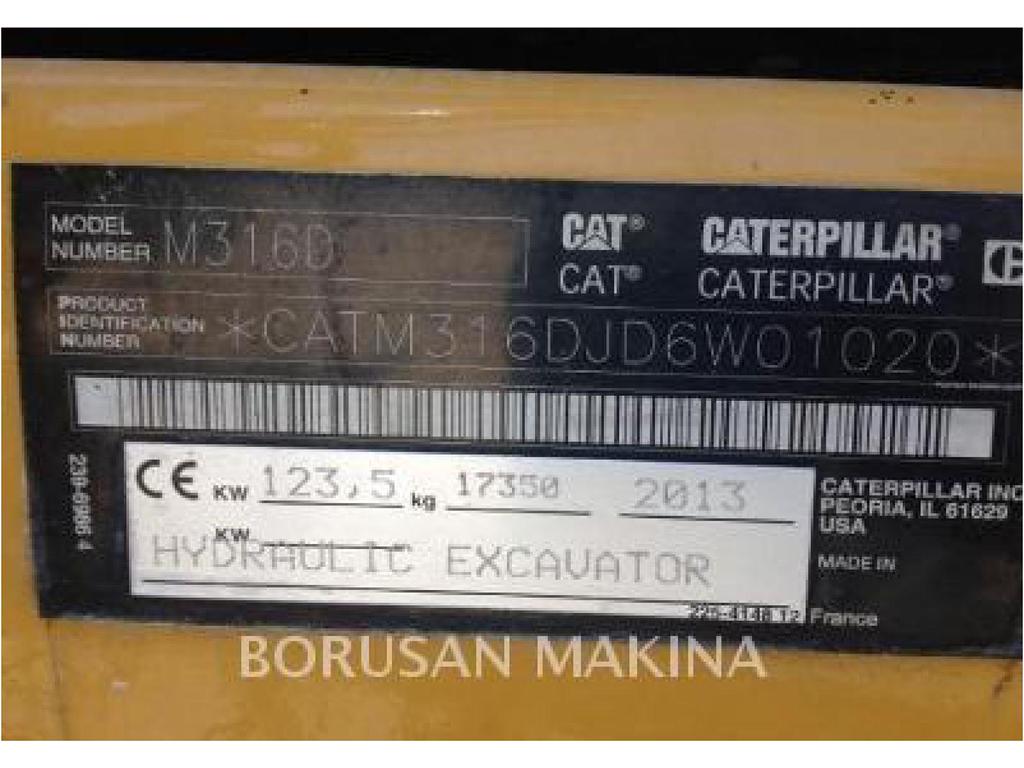 MODEL NUMBER M316D
CAT® CATERPILLAR®
CAT® CATERPILLAR®
PRODUCT IDENTIFICATION NUMBER *CATM316DJD6W01020*
CE KW 123,5 kg 17350 2013
KW
HYDRAULIC EXCAVATOR
CATERPILLAR INC
PEORIA, IL 61629
USA
MADE IN
France
BORUSAN MAKINA